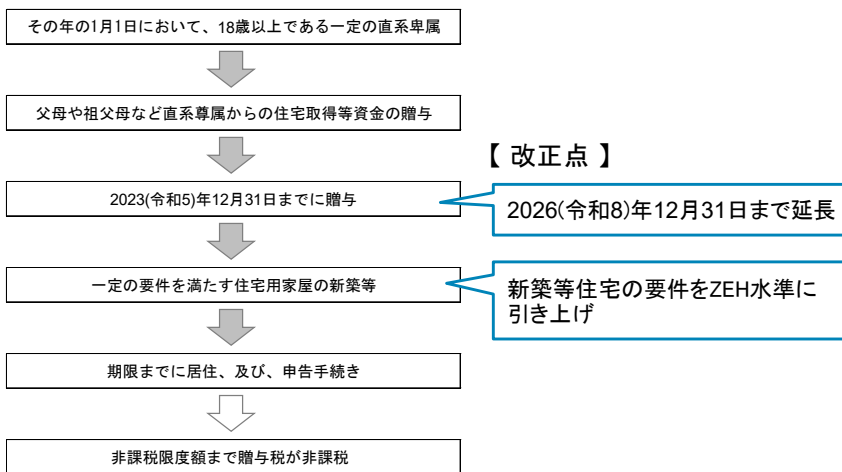 その年の1月1日において、18歳以上である一定の直系卑属
父母や祖父母など直系尊属からの住宅取得等資金の贈与
【 改正点 】
2023(令和5)年12月31日までに贈与
2026(令和8)年12月31日まで延長
一定の要件を満たす住宅用家屋の新築等
新築等住宅の要件をZEH水準に
引き上げ
期限までに居住、及び、申告手続き
非課税限度額まで贈与税が非課税